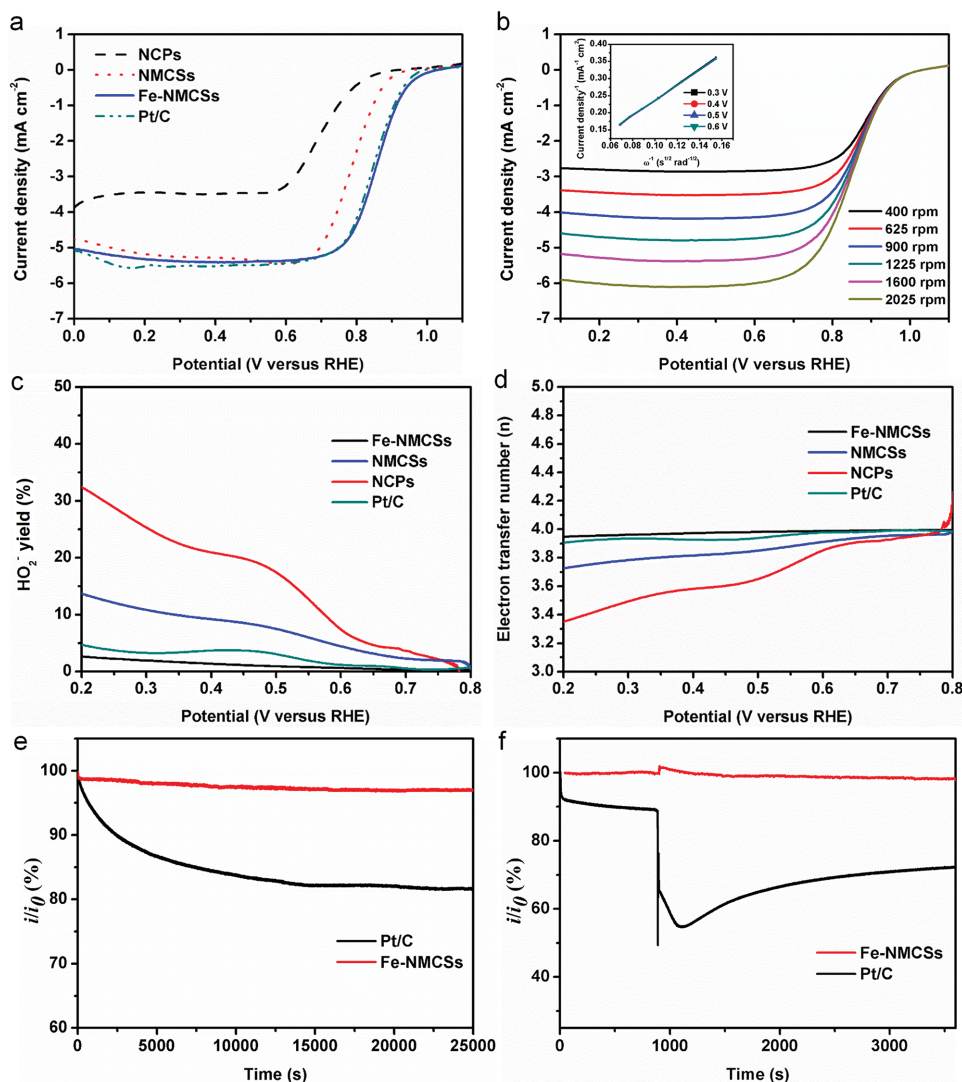 a
1
0
-1
-2
-3
-4
-5
-6
-7
NCPs
NMCSs
Fe-NMCSs
Pt/C
Current density (mA cm⁻²)
0.0 0.2 0.4 0.6 0.8 1.0
Potential (V versus RHE)
b
1
0
-1
-2
-3
-4
-5
-6
-7
Current density (mA cm⁻²)
0.40
0.35
0.30
0.25
0.20
0.15
Current density⁻¹ (mA⁻¹ cm²)
0.3 V
0.4 V
0.5 V
0.6 V
0.06 0.08 0.10 0.12 0.14 0.16
ω⁻¹ (s^1/2 rad^-1/2)
400 rpm
625 rpm
900 rpm
1225 rpm
1600 rpm
2025 rpm
0.2 0.4 0.6 0.8 1.0
Potential (V versus RHE)
c
50
40
30
20
10
0
HO₂⁻ yield (%)
Fe-NMCSs
NMCSs
NCPs
Pt/C
0.2 0.3 0.4 0.5 0.6 0.7 0.8
Potential (V versus RHE)
d
5.0
4.8
4.6
4.4
4.2
4.0
3.8
3.6
3.4
3.2
3.0
Electron transfer number (n)
Fe-NMCSs
NMCSs
NCPs
Pt/C
0.2 0.3 0.4 0.5 0.6 0.7 0.8
Potential (V versus RHE)
e
100
90
80
70
60
i/i₀ (%)
Pt/C
Fe-NMCSs
0 5000 10000 15000 20000 25000
Time (s)
f
100
80
60
40
i/i₀ (%)
Fe-NMCSs
Pt/C
0 1000 2000 3000
Time (s)